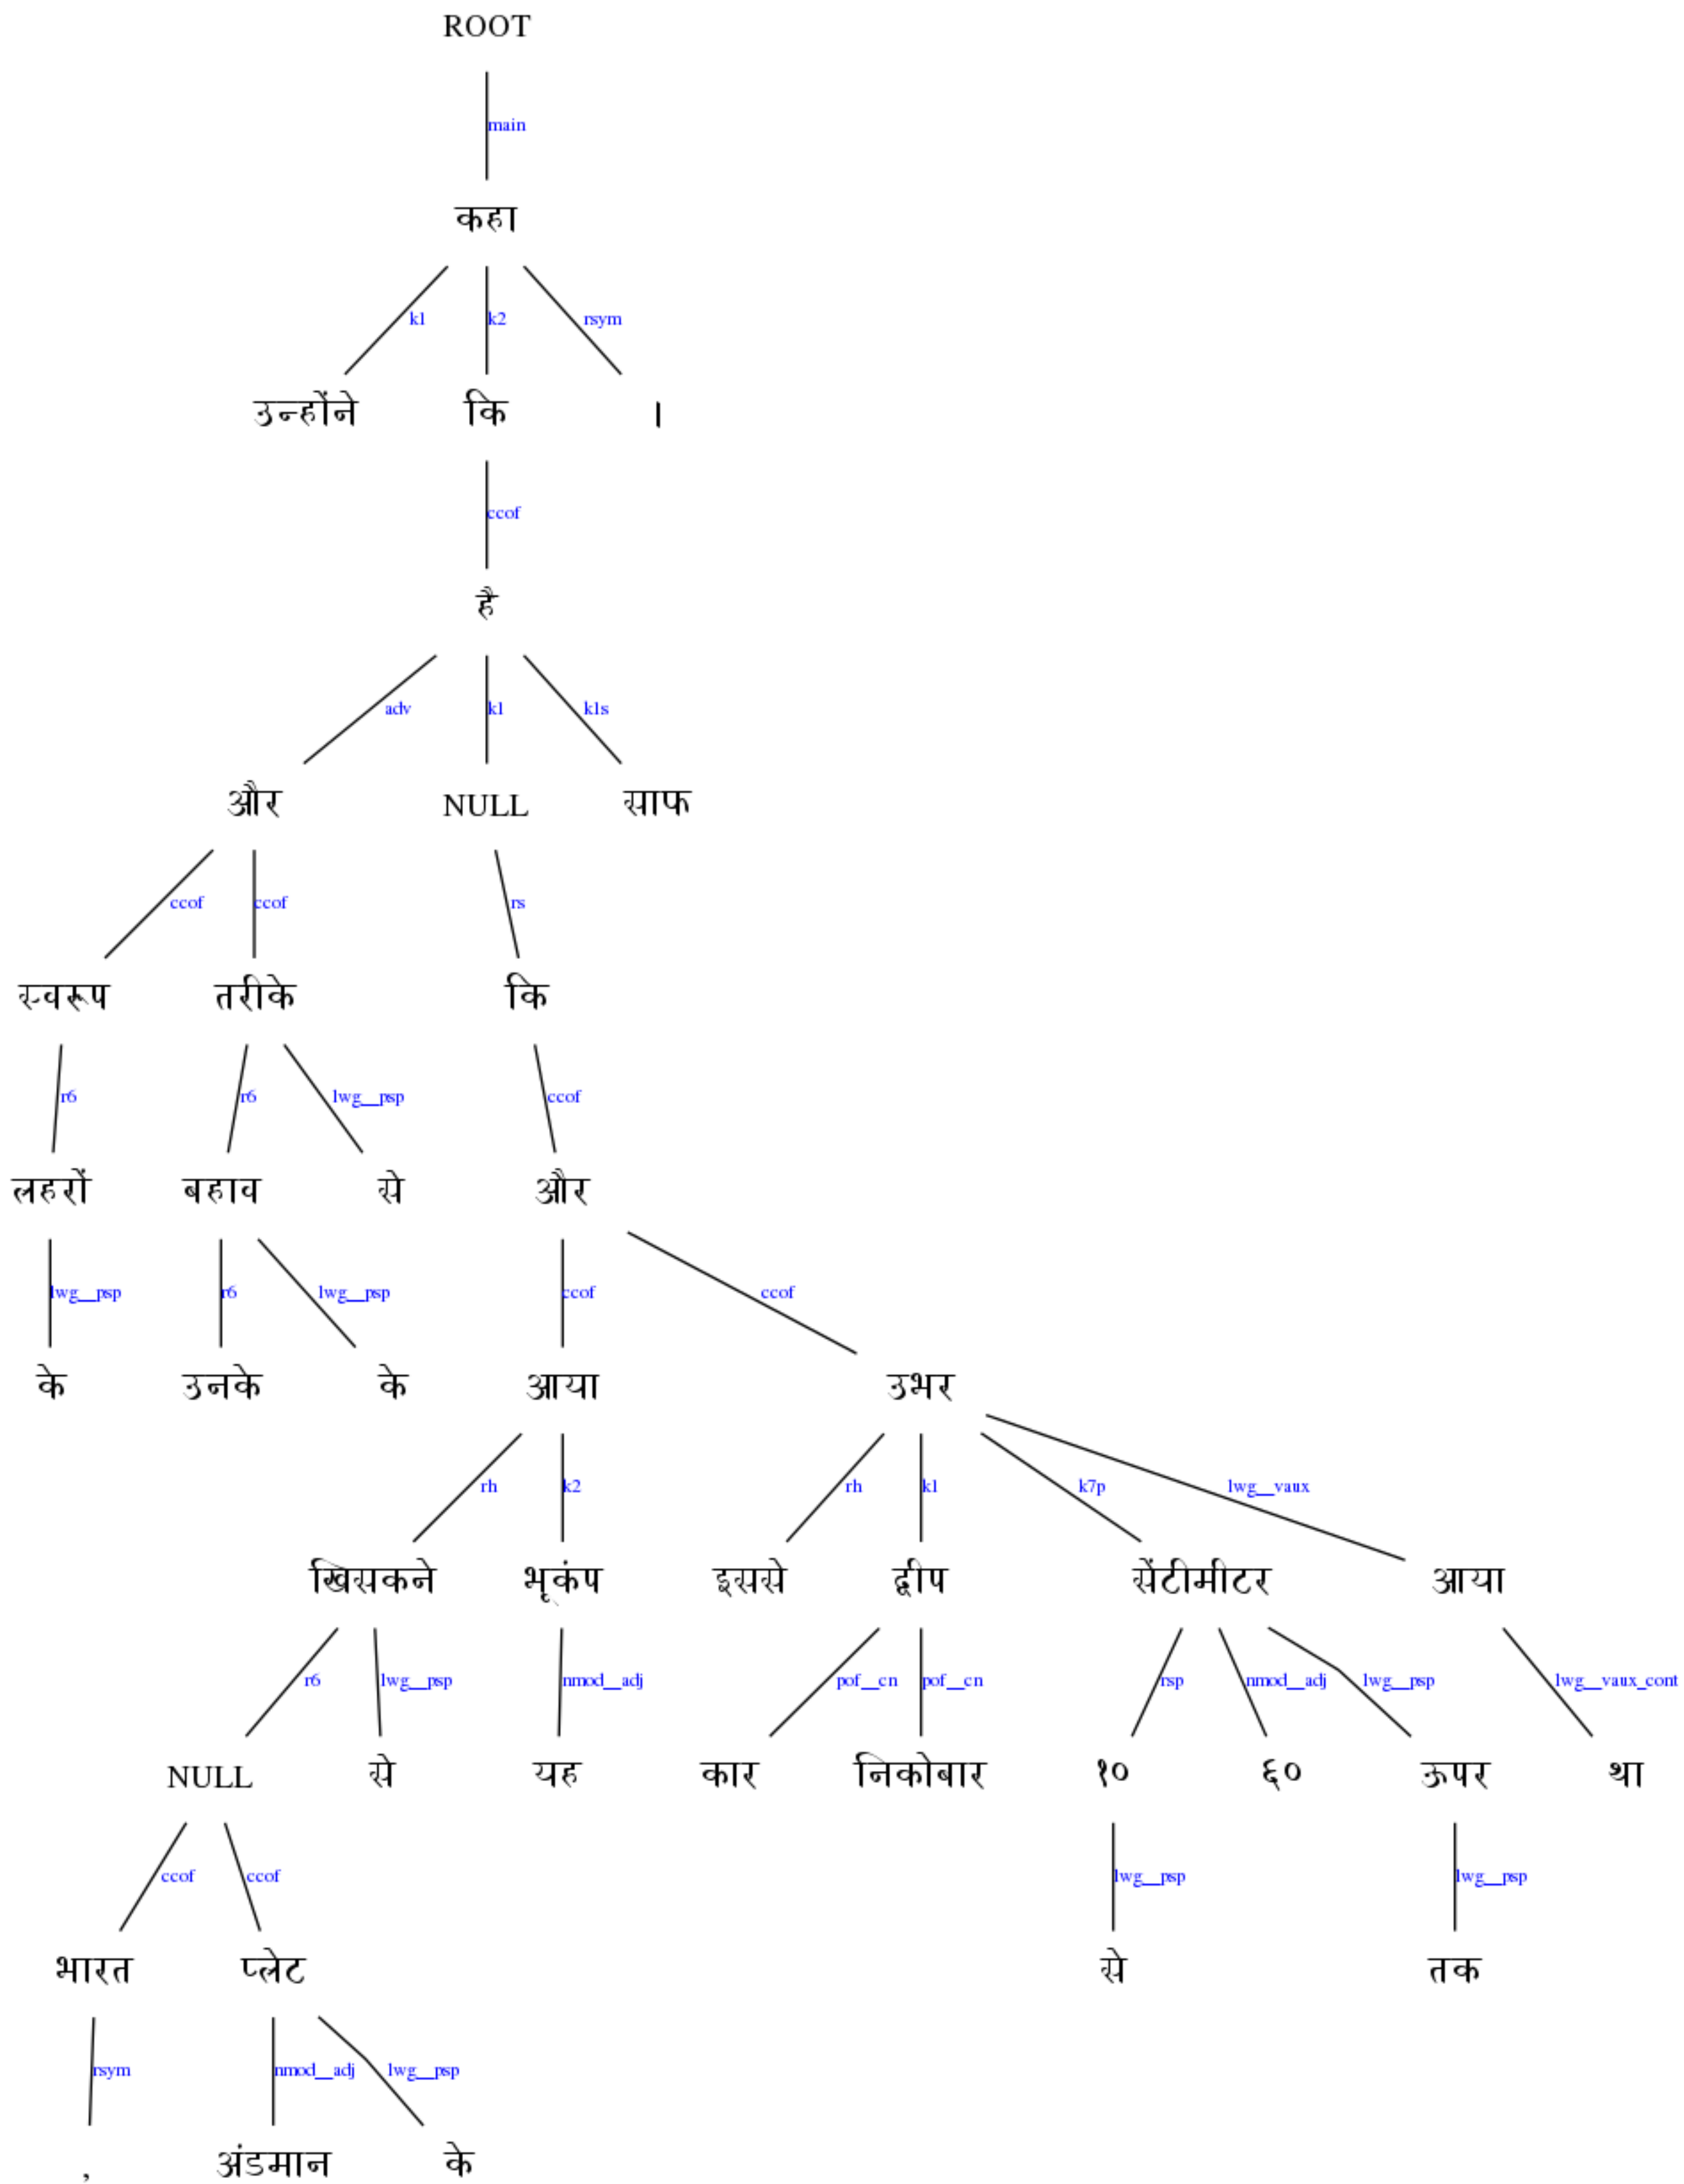 ROOT
main
कहा
k1 k2 rsym
उन्होंने कि ।
ccof
है
adv k1 k1s
और NULL साफ
ccof ccof rs
स्वरूप तरीके कि
r6 r6 lwg__psp ccof
लहरों बहाव से और
lwg__psp r6 lwg__psp ccof ccof
के उनके के आया उभर
rh k2 rh k1 k7p lwg__vaux
खिसकने भूकंप इससे द्वीप सेंटीमीटर आया
r6 lwg__psp nmod__adj pof__cn pof__cn rsp nmod__adj lwg__psp lwg__vaux_cont
NULL से यह कार निकोबार १० ६० ऊपर था
ccof ccof lwg__psp lwg__psp
भारत प्लेट से तक
rsym nmod__adj lwg__psp
, अंडमान के